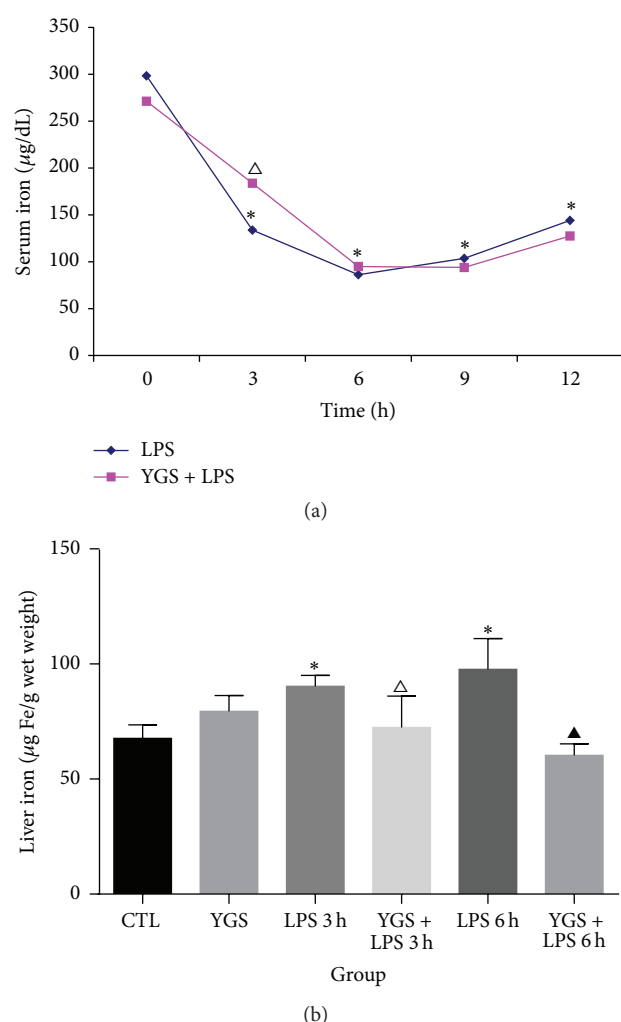 350
300
250
200
150
100
50
0
Serum iron (μg/dL)
△
*
*
*
*
0 3 6 9 12
Time (h)
LPS
YGS + LPS
(a)
150
100
50
0
Liver iron (μg Fe/g wet weight)
*
△
*
▲
CTL YGS LPS 3 h YGS + LPS 6 h YGS +
LPS 3 h LPS 6 h
Group
(b)